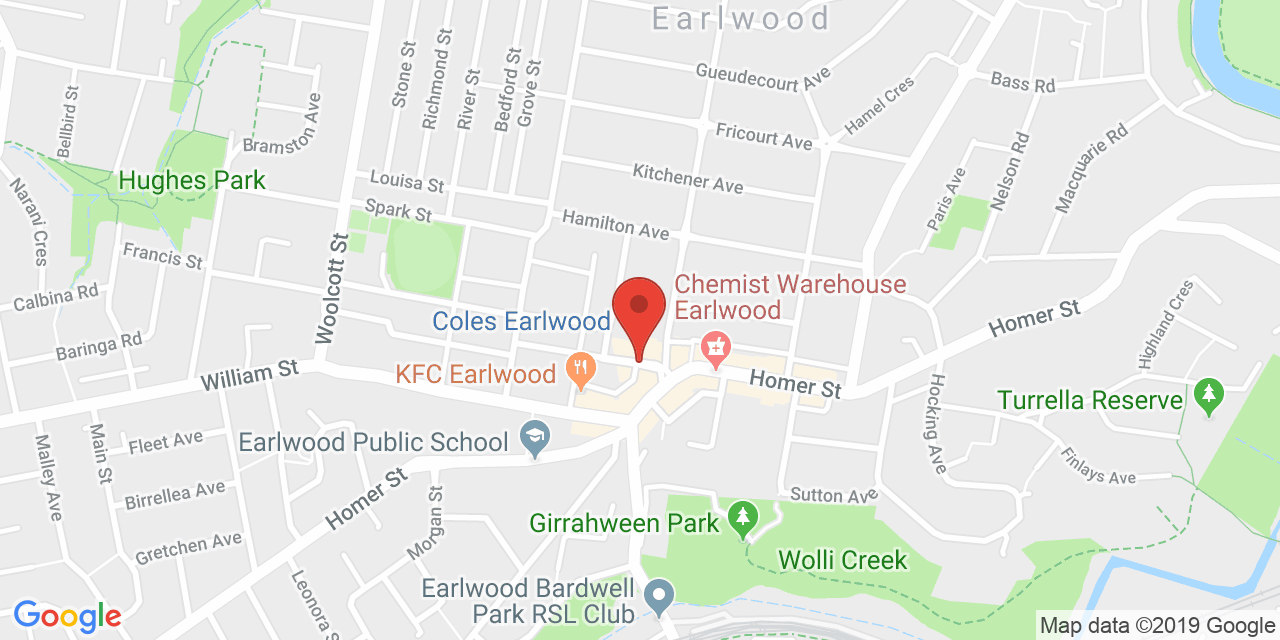 Earlwood
Gueudecourt Ave
Bass Rd
Stone St
Richmond St
River St
Bedford St
Grove St
Hamel Cres
Bellbird St
Bramston Ave
Fricourt Ave
Macquarie Rd
Nelson Rd
Hughes Park
Louisa St
Kitchener Ave
Paris Ave
Narani Cres
Spark St
Hamilton Ave
Francis St
Woolcott St
Chemist Warehouse
Earlwood
Calbina Rd
Coles Earlwood
Homer St
Highland Cres
Baringa Rd
William St
KFC Earlwood
Homer St
Hocking Ave
Turrella Reserve
Main St
Fleet Ave
Earlwood Public School
Malley Ave
Finlays Ave
Birrellea Ave
Homer St
Morgan St
Sutton Ave
Girrahween Park
Gretchen Ave
Wolli Creek
Leonora S
Earlwood Bardwell
Park RSL Club
Google
Map data ©2019 Google